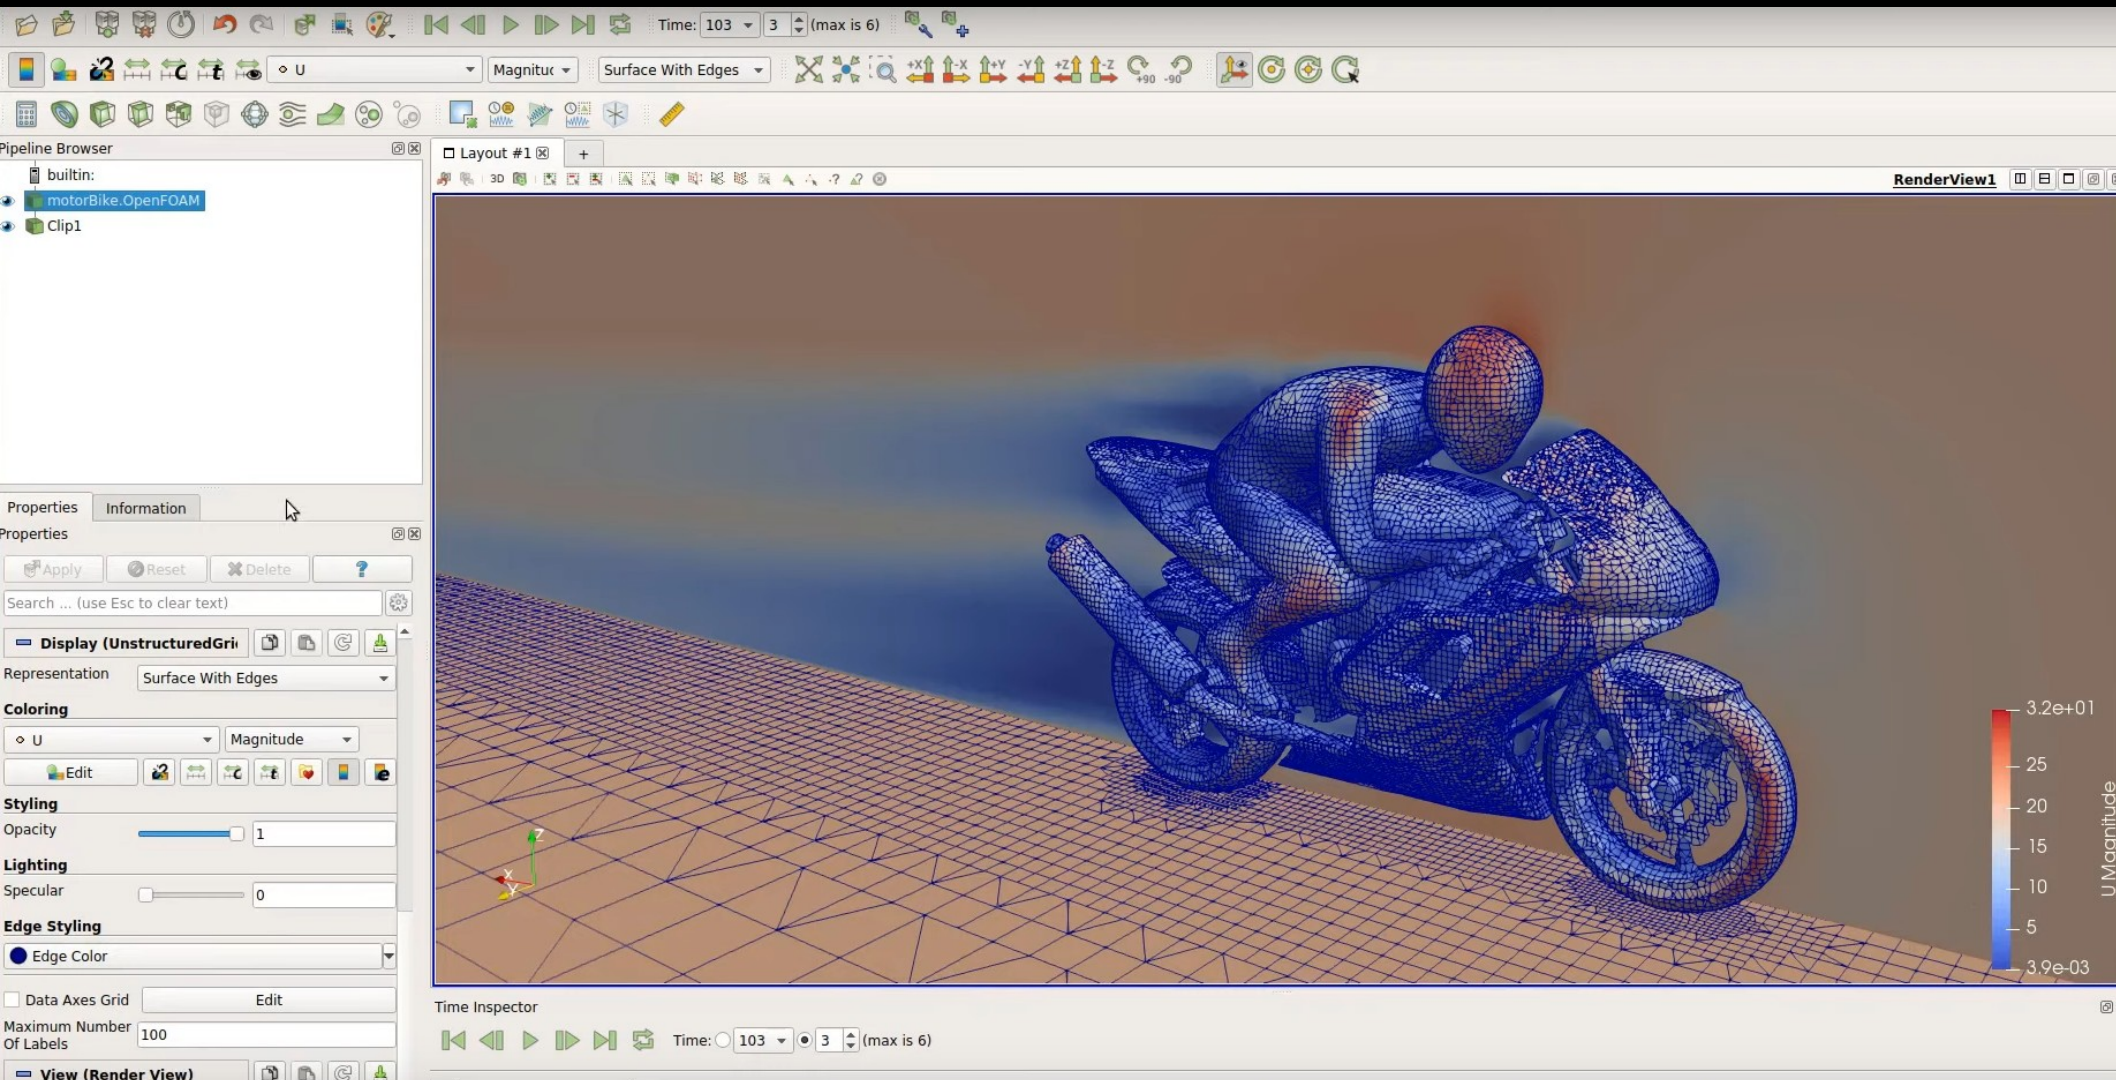 Time: 103 3 (max is 6)
U Magnituc Surface With Edges +X -X +Y -Y +Z -Z +90 -90
Pipeline Browser
builtin:
motorBike.OpenFOAM
Clip1
Layout #1 +
3D
RenderView1
Properties Information
Properties
Apply Reset Delete ?
Search ... (use Esc to clear text)
Display (UnstructuredGri
Representation Surface With Edges
Coloring
U Magnitude
Edit
Styling
Opacity 1
Lighting
Specular 0
Edge Styling
Edge Color
Data Axes Grid Edit
Maximum Number
Of Labels 100
View (Render View)
Z
X
Y
3.2e+01
25
20
15
10
5
3.9e-03
U Magnitude
Time Inspector
Time: 103 3 (max is 6)